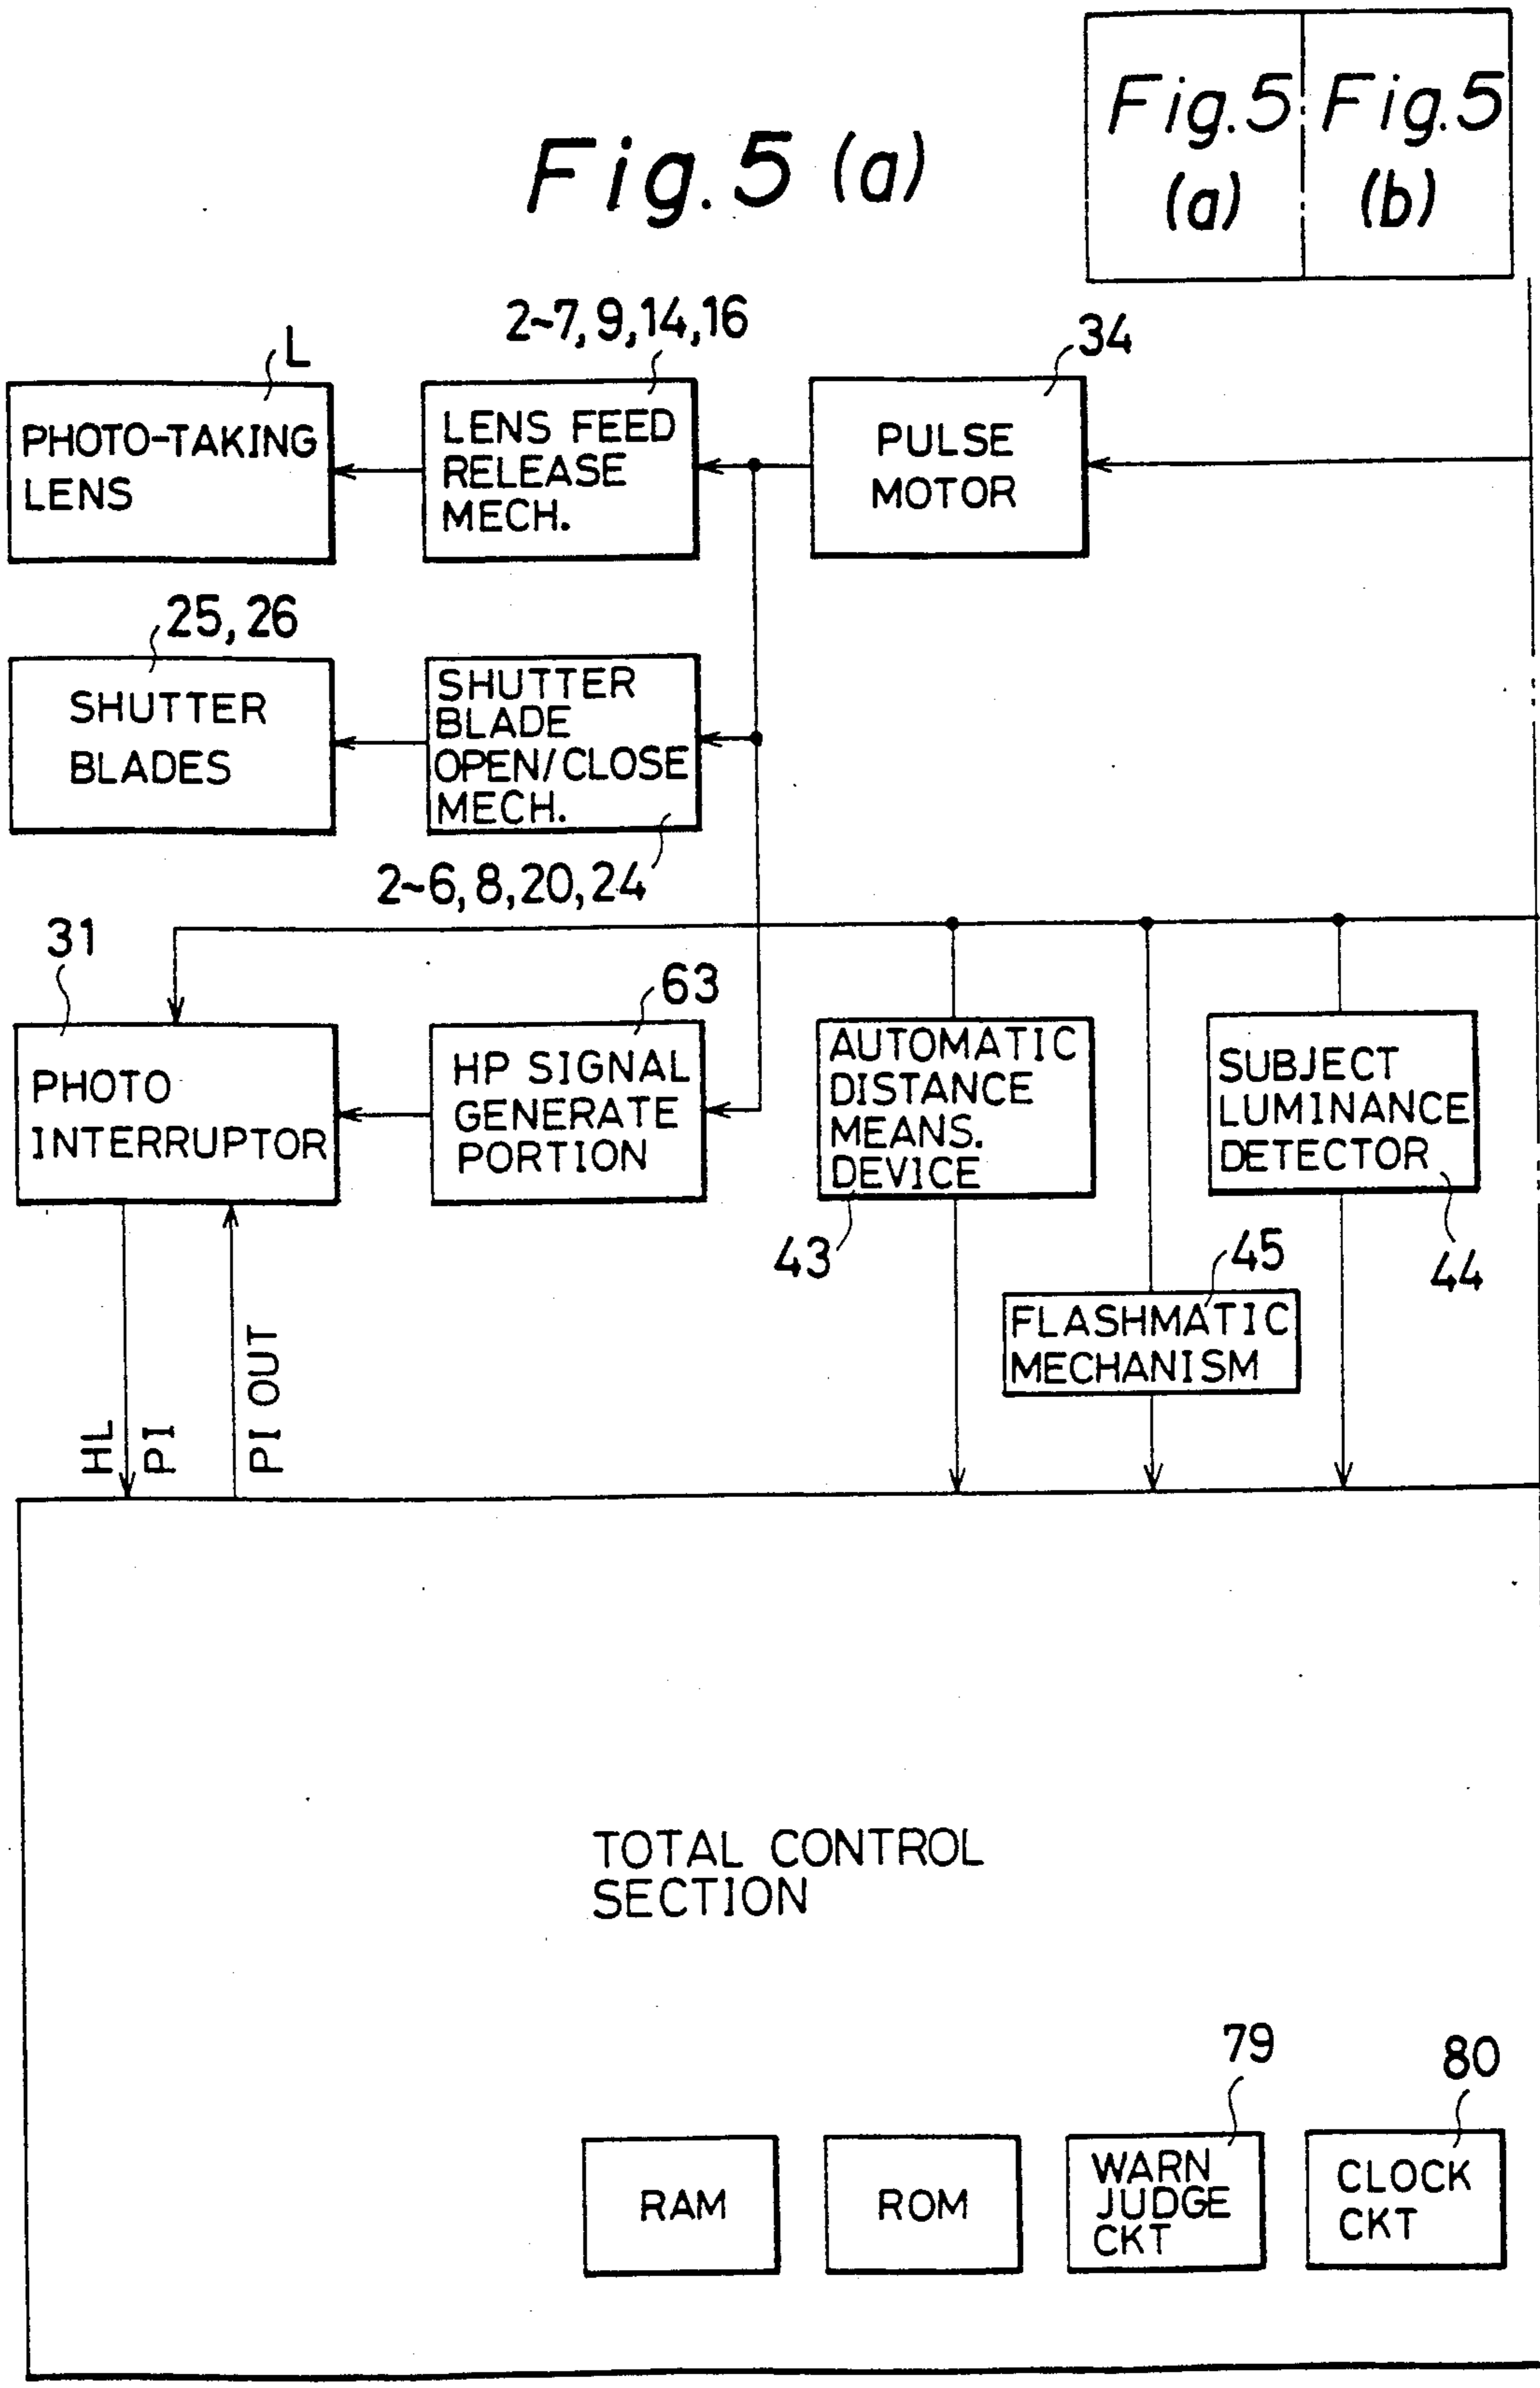 Fig. 5 (a)
Fig. 5
(a)
Fig. 5
(b)
L
PHOTO-TAKING
LENS
2~7, 9, 14, 16
LENS FEED
RELEASE
MECH.
34
PULSE
MOTOR
25, 26
SHUTTER
BLADES
SHUTTER
BLADE
OPEN/CLOSE
MECH.
2~6, 8, 20, 24
31
PHOTO
INTERRUPTOR
63
HP SIGNAL
GENERATE
PORTION
AUTOMATIC
DISTANCE
MEANS.
DEVICE
43
SUBJECT
LUMINANCE
DETECTOR
44
45
FLASHMATIC
MECHANISM
HL
PI
PI OUT
TOTAL CONTROL
SECTION
RAM
ROM
79
WARN
JUDGE
CKT
80
CLOCK
CKT